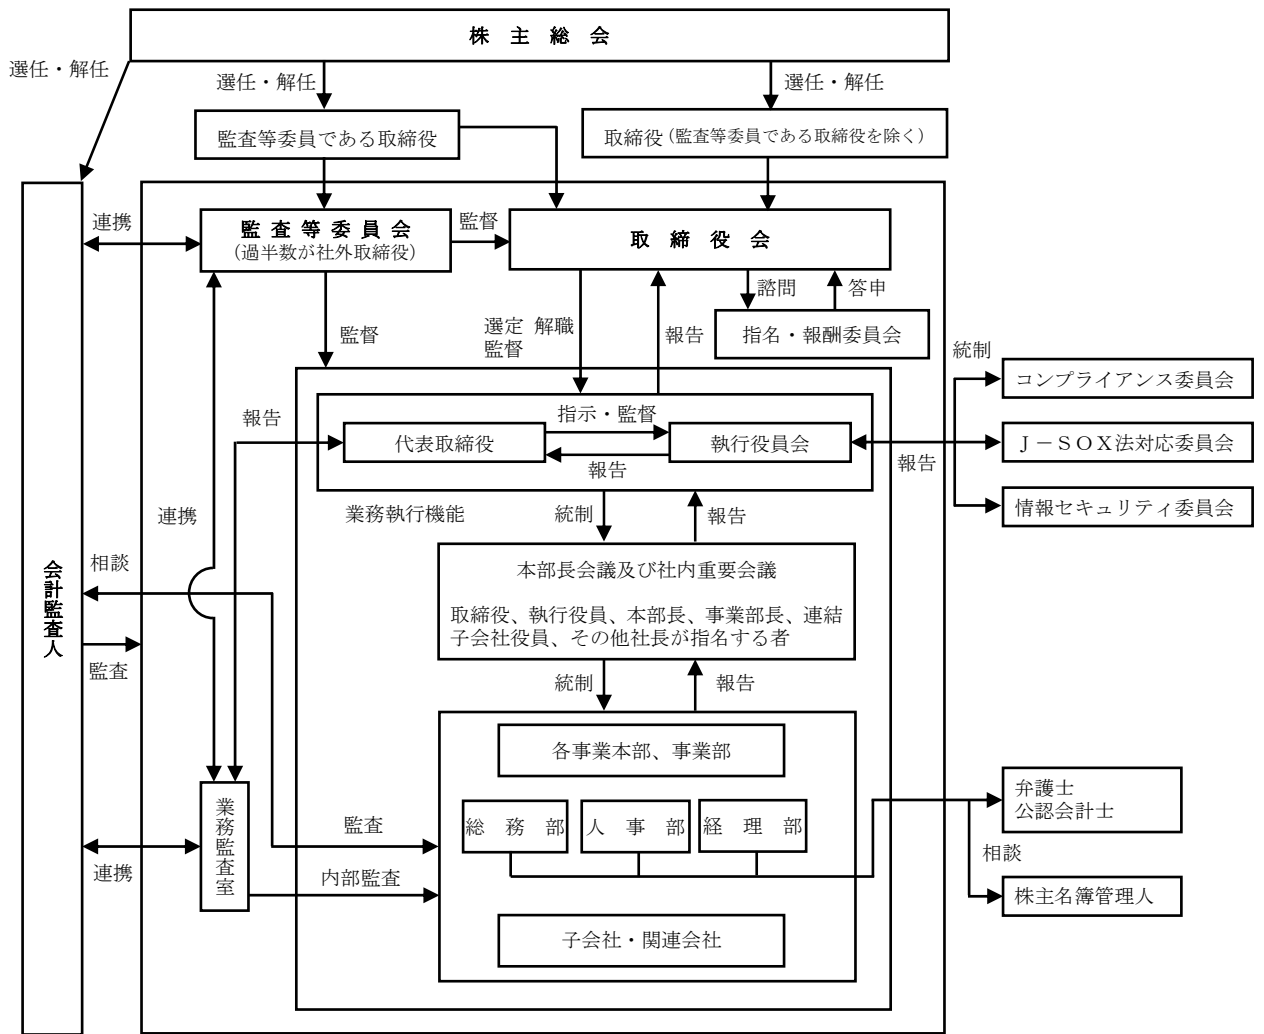 株主総会
選任・解任
選任・解任
選任・解任
監査等委員である取締役
取締役(監査等委員である取締役を除く)
連携
監査等委員会
(過半数が社外取締役)
監督
取締役会
諮問
答申
指名・報酬委員会
監督
選定 解職
監督
報告
統制
コンプライアンス委員会
報告
指示・監督
代表取締役
執行役員会
報告
報告
J-SOX法対応委員会
業務執行機能
統制
報告
情報セキュリティ委員会
連携
相談
会計監査人
監査
本部長会議及び社内重要会議
取締役、執行役員、本部長、事業部長、連結
子会社役員、その他社長が指名する者
統制
報告
各事業本部、事業部
業務監査室
監査
総務部
人事部
経理部
弁護士
公認会計士
相談
連携
内部監査
株主名簿管理人
子会社・関連会社